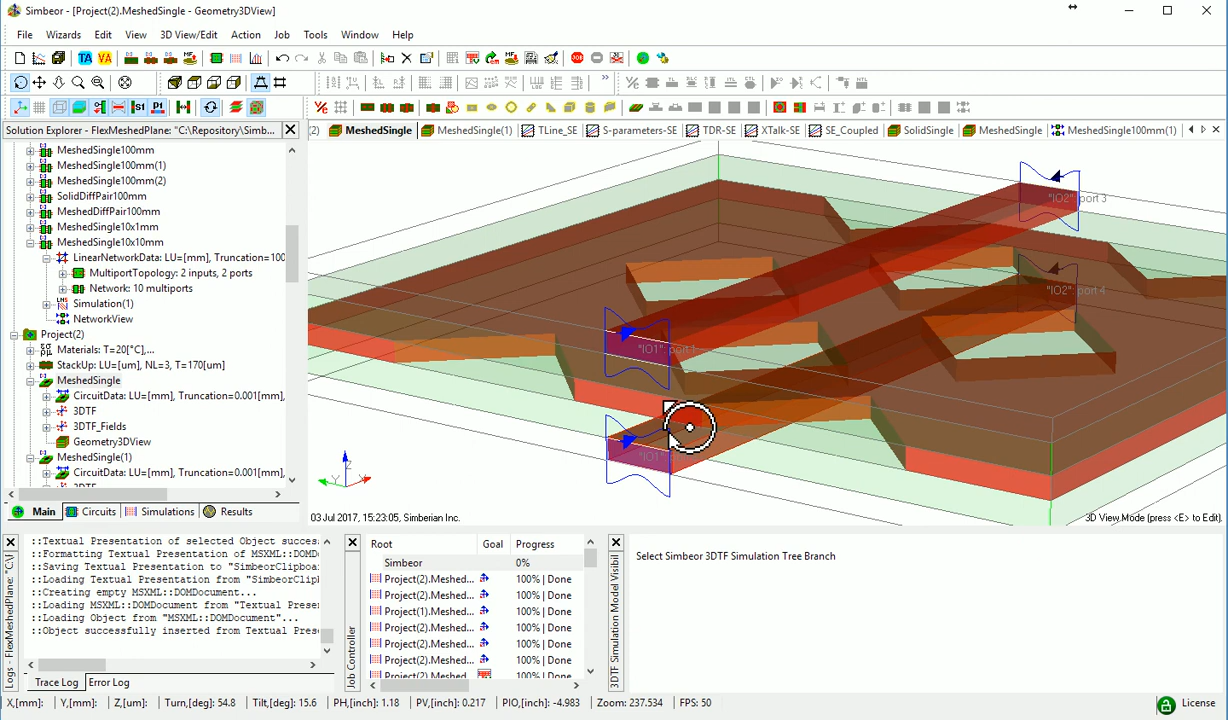 Simbeor - [Project(2).MeshedSingle - Geometry3DView]
File Wizards Edit View 3D View/Edit Action Job Tools Window Help
Solution Explorer - FlexMeshedPlane: "C:\Repository\Simb...
(2) MeshedSingle MeshedSingle(1) TLine_SE S-parameters-SE TDR-SE XTalk-SE SE_Coupled SolidSingle MeshedSingle MeshedSingle100mm(1)
MeshedSingle100mm
MeshedSingle100mm(1)
MeshedSingle100mm(2)
SolidDiffPair100mm
MeshedDiffPair100mm
MeshedSingle10x1mm
MeshedSingle10x10mm
LinearNetworkData: LU=[mm], Truncation=100
MultiportTopology: 2 inputs, 2 ports
Network: 10 multiports
Simulation(1)
NetworkView
Project(2)
Materials: T=20[°C],...
StackUp: LU=[um], NL=3, T=170[um]
MeshedSingle
CircuitData: LU=[mm], Truncation=0.001[mm],
3DTF
3DTF_Fields
Geometry3DView
MeshedSingle(1)
CircuitData: LU=[mm], Truncation=0.001[mm],
Main Circuits Simulations Results
"IO2": port 3
"IO2": port 4
"IO1": port 1
"IO1"
03 Jul 2017, 15:23:05, Simberian Inc.
3D View Mode (press <E> to Edit).
Logs - FlexMeshedPlane: "C:\F
::Textual Presentation of selected Object succes:
::Formatting Textual Presentation of MSXML::DOMD
::Saving Textual Presentation to "SimbeorClipboa
::Loading Textual Presentation from "SimbeorClip
::Creating empty MSXML::DOMDocument...
::Loading MSXML::DOMDocument from "Textual Prese
::Loading Object from "MSXML::DOMDocument"...
::Object successfully inserted from Textual Prese
Trace Log Error Log
Job Controller
Root Goal Progress
Simbeor 0%
Project(2).Meshed... 100% | Done
Project(2).Meshed... 100% | Done
Project(1).Meshed... 100% | Done
Project(2).Meshed... 100% | Done
Project(2).Meshed... 100% | Done
Project(2).Meshed... 100% | Done
Project(2).Meshed... 100% | Done
3DTF Simulation Model Visibil
Select Simbeor 3DTF Simulation Tree Branch
X,[mm]: Y,[mm]: Z,[um]: Turn,[deg]: 54.8 Tilt,[deg]: 15.6 PH,[inch]: 1.18 PV,[inch]: 0.217 PIO,[inch]: -4.983 Zoom: 237.534 FPS: 50 License